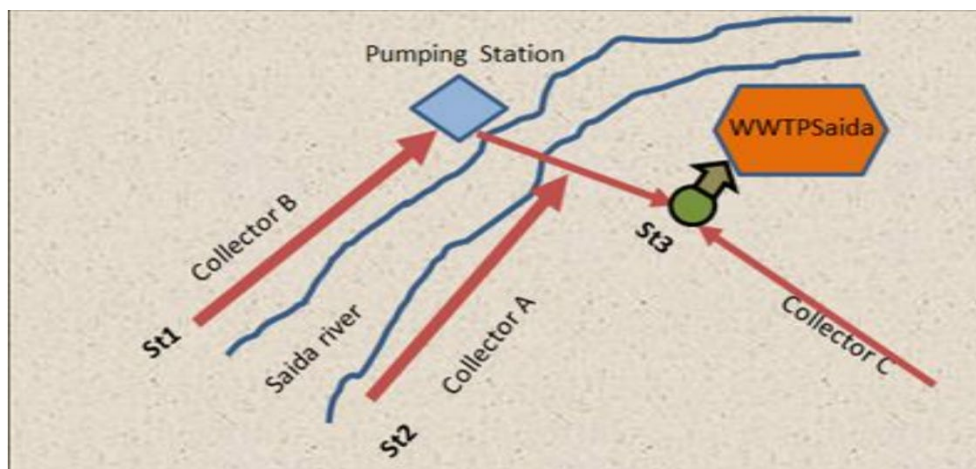 Pumping Station
WWTPSaida
Collector B
St3
St1
Saida river
Collector A
Collector C
St2